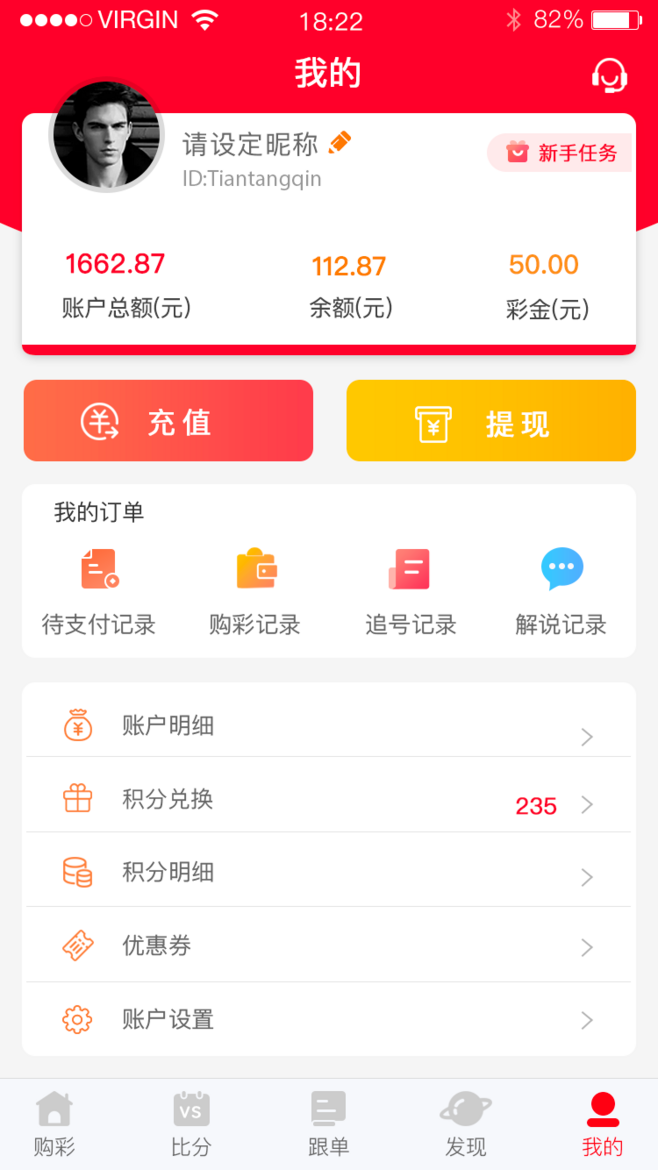 VIRGIN 18:22 82%
我的
请设定昵称
新手任务
ID:Tiantangqin
1662.87 112.87 50.00
账户总额(元) 余额(元) 彩金(元)
充值 提现
我的订单
待支付记录 购彩记录 追号记录 解说记录
账户明细
积分兑换 235
积分明细
优惠券
账户设置
VS
购彩 比分 跟单 发现 我的